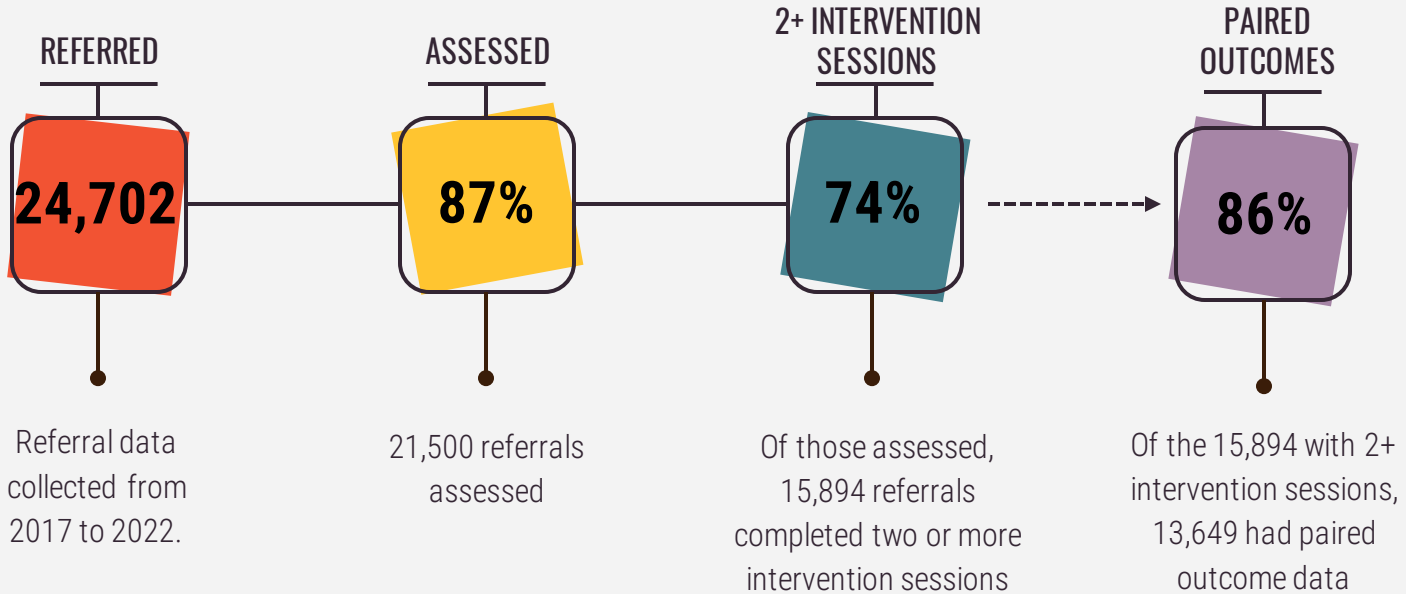 REFERRED
24,702
Referral data
collected from
2017 to 2022.
ASSESSED
87%
21,500 referrals
assessed
2+ INTERVENTION
SESSIONS
74%
Of those assessed,
15,894 referrals
completed two or more
intervention sessions
PAIRED
OUTCOMES
86%
Of the 15,894 with 2+
intervention sessions,
13,649 had paired
outcome data